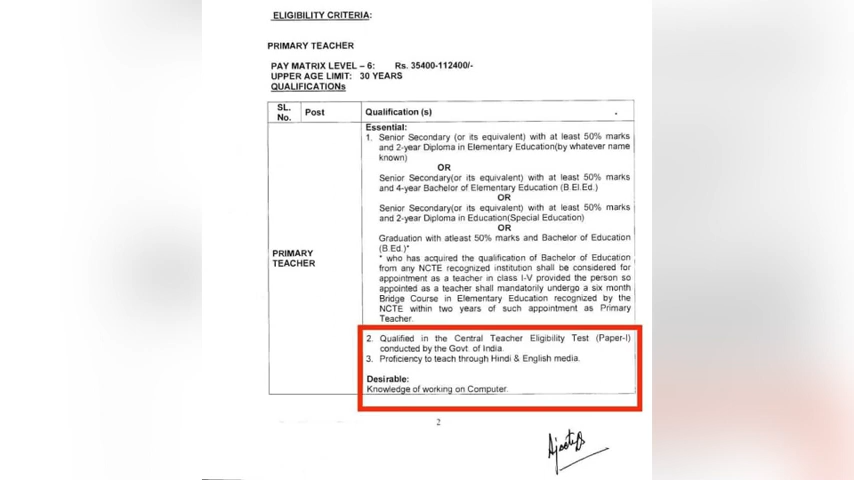 ELIGIBILITY CRITERIA:
PRIMARY TEACHER
PAY MATRIX LEVEL – 6: Rs. 35400-112400/-
UPPER AGE LIMIT: 30 YEARS
QUALIFICATIONs
SL. No. Post Qualification (s)
Essential:
1. Senior Secondary (or its equivalent) with at least 50% marks
and 2-year Diploma in Elementary Education(by whatever name
known)
OR
Senior Secondary(or its equivalent) with at least 50% marks
and 4-year Bachelor of Elementary Education (B.El.Ed.)
OR
Senior Secondary(or its equivalent) with at least 50% marks
and 2-year Diploma in Education(Special Education)
OR
Graduation with atleast 50% marks and Bachelor of Education
(B.Ed.)*
PRIMARY
TEACHER
* who has acquired the qualification of Bachelor of Education
from any NCTE recognized institution shall be considered for
appointment as a teacher in class I-V provided the person so
appointed as a teacher shall mandatorily undergo a six month
Bridge Course in Elementary Education recognized by the
NCTE within two years of such appointment as Primary
Teacher.
2. Qualified in the Central Teacher Eligibility Test (Paper-I)
conducted by the Govt. of India.
3. Proficiency to teach through Hindi & English media.
Desirable:
Knowledge of working on Computer.
2